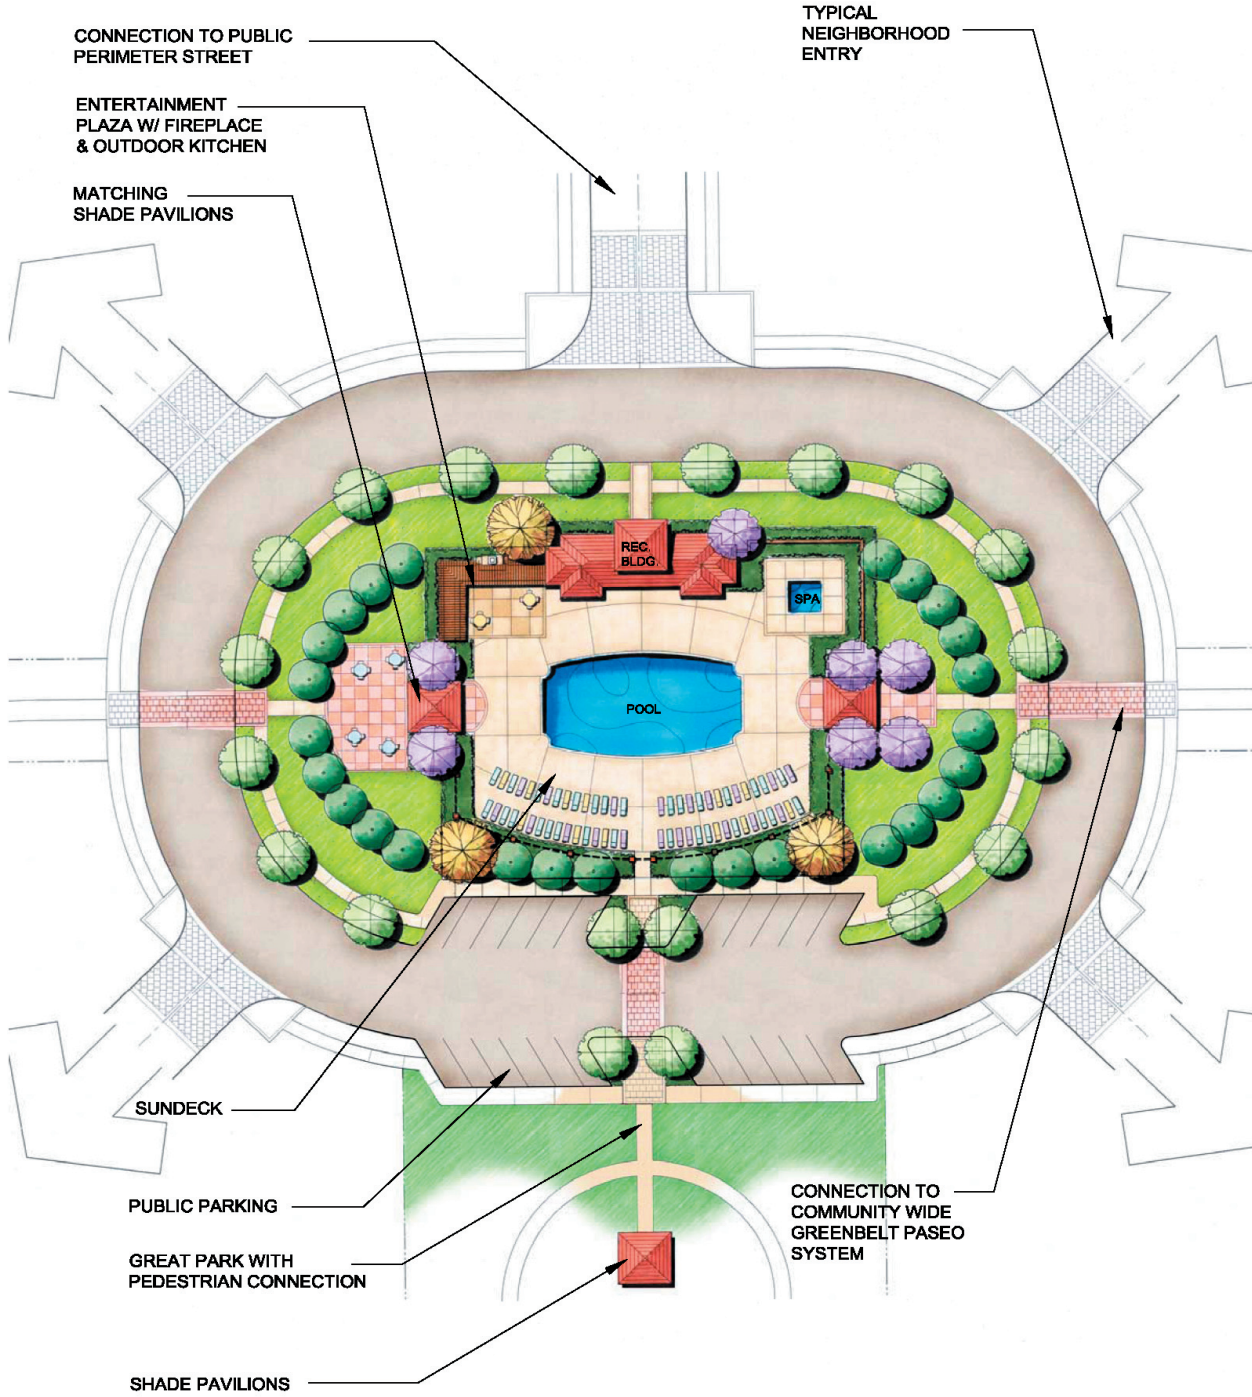 CONNECTION TO PUBLIC
PERIMETER STREET
TYPICAL
NEIGHBORHOOD
ENTRY
ENTERTAINMENT
PLAZA W/ FIREPLACE
& OUTDOOR KITCHEN
MATCHING
SHADE PAVILIONS
REC.
BLDG.
SPA
POOL
SUNDECK
PUBLIC PARKING
GREAT PARK WITH
PEDESTRIAN CONNECTION
CONNECTION TO
COMMUNITY WIDE
GREENBELT PASEO
SYSTEM
SHADE PAVILIONS